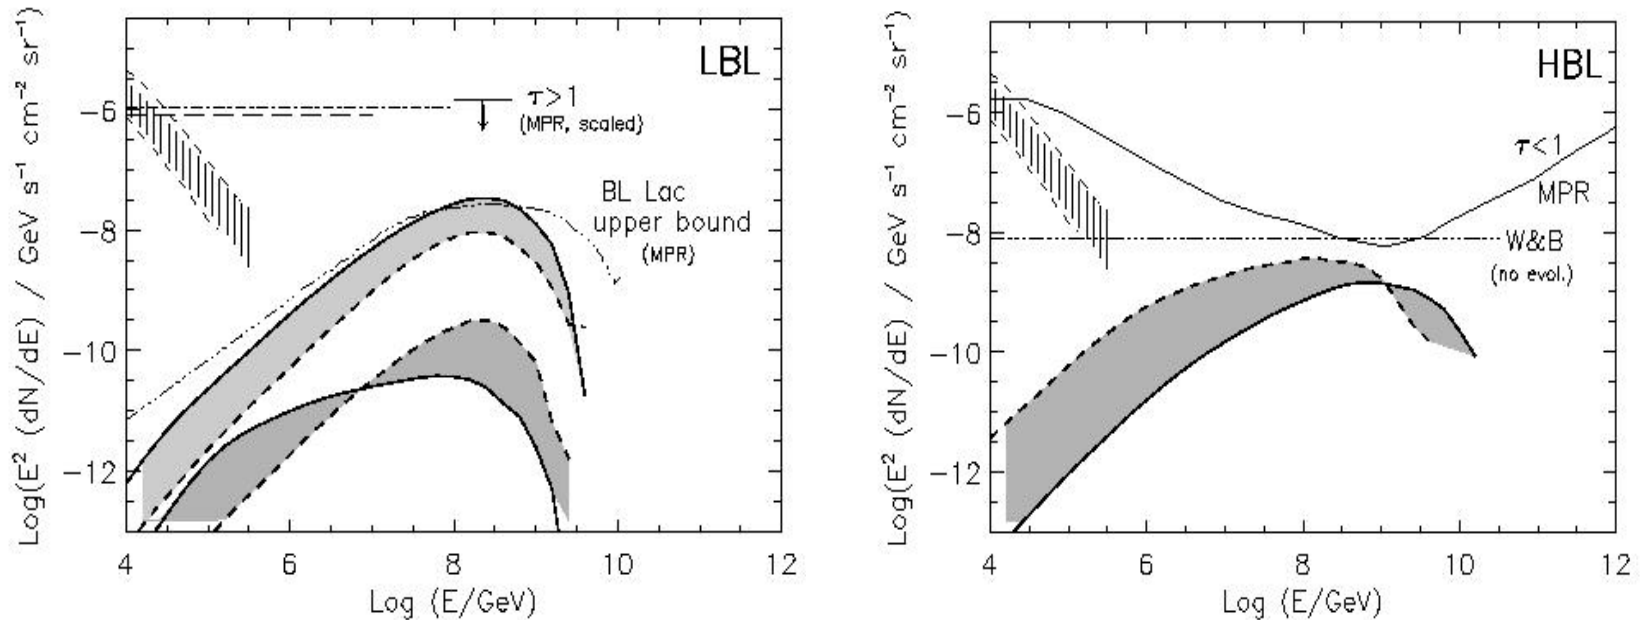 LBL
τ>1
(MPR, scaled)
BL Lac
upper bound
(MPR)
Log(E² (dN/dE) / GeV s⁻¹ cm⁻² sr⁻¹)
−6
−8
−10
−12
4 6 8 10 12
Log (E/GeV)
HBL
τ<1
MPR
W&B
(no evol.)
Log(E² (dN/dE) / GeV s⁻¹ cm⁻² sr⁻¹)
−6
−8
−10
−12
4 6 8 10 12
Log (E/GeV)